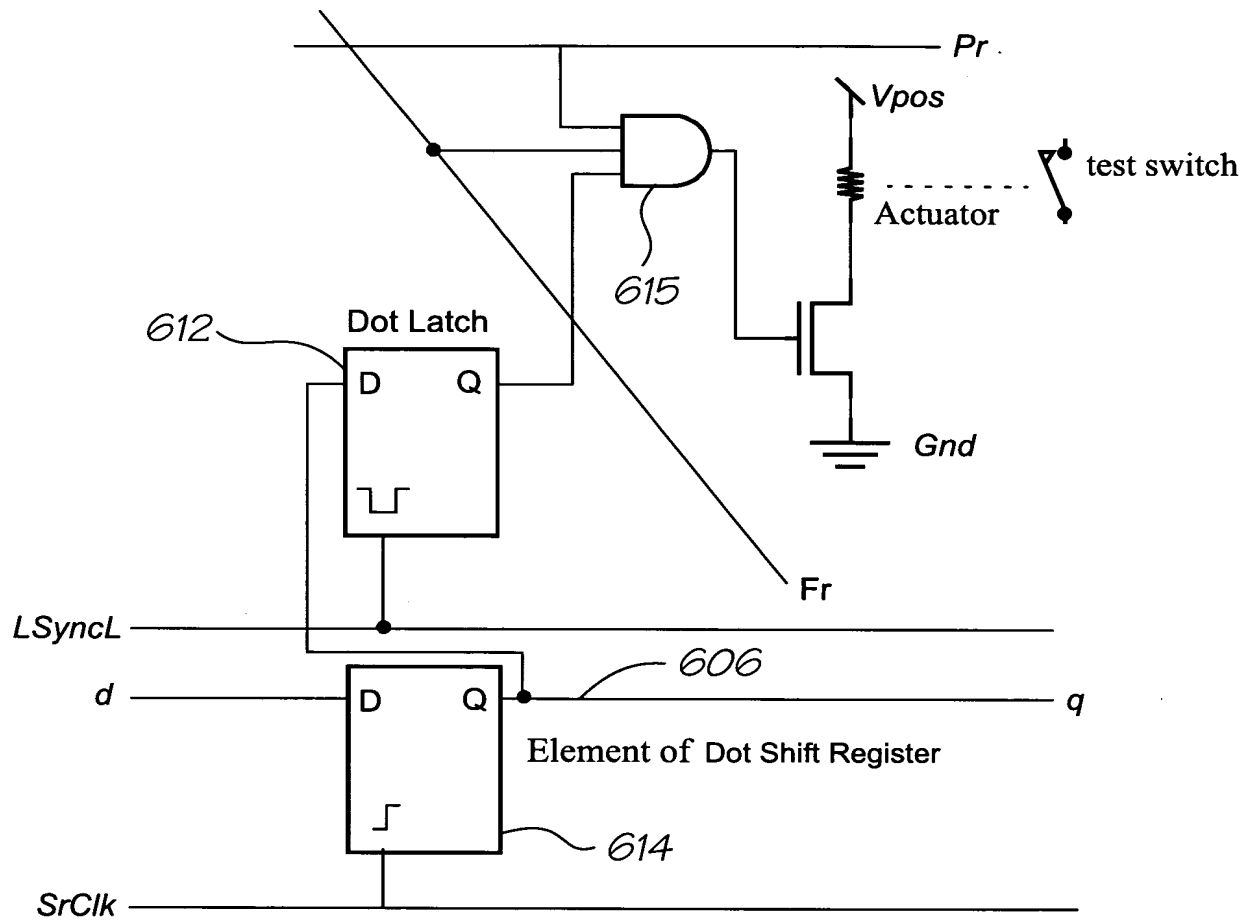 Pr
Vpos
test switch
Actuator
615
612
Dot Latch
D Q
Gnd
Fr
LSyncL
606
d
D Q
q
Element of Dot Shift Register
614
SrClk